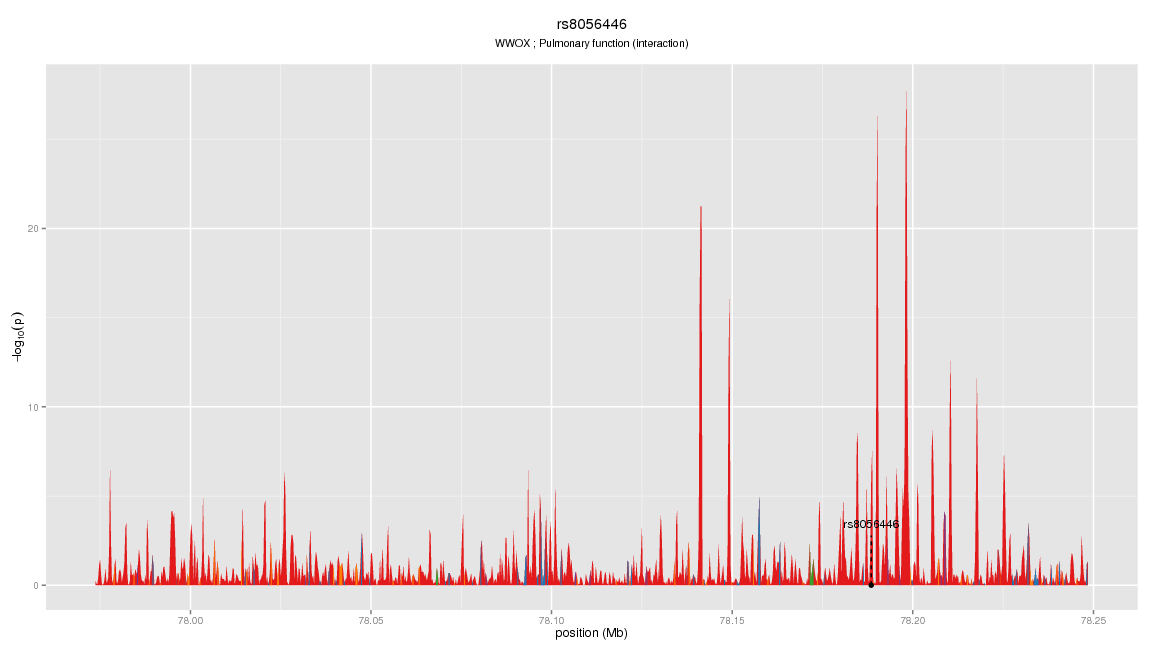 rs8056446
WWOX ; Pulmonary function (interaction)
−log10(p)
20
10
0
rs8056446
78.00 78.05 78.10 78.15 78.20 78.25
position (Mb)